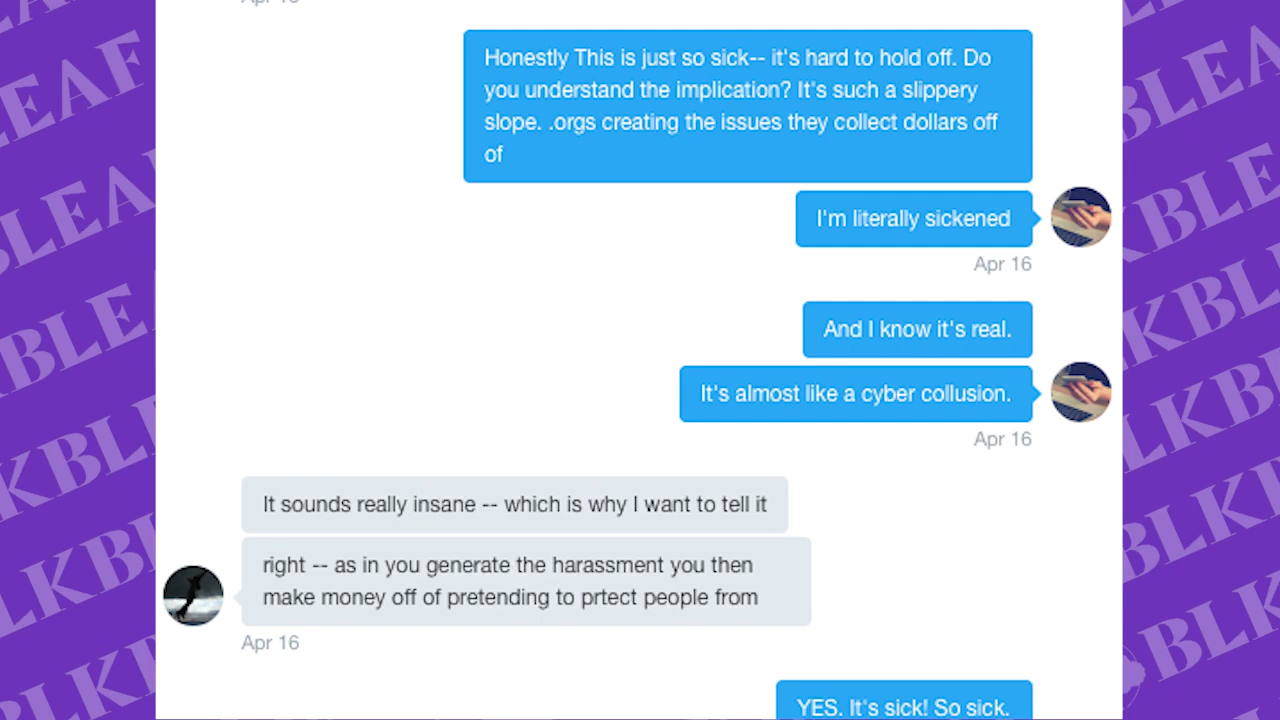 Apr 16
Honestly This is just so sick-- it's hard to hold off. Do
you understand the implication? It's such a slippery
slope. .orgs creating the issues they collect dollars off
of
I'm literally sickened
Apr 16
And I know it's real.
It's almost like a cyber collusion.
Apr 16
It sounds really insane -- which is why I want to tell it
right -- as in you generate the harassment you then
make money off of pretending to prtect people from
Apr 16
YES. It's sick! So sick.